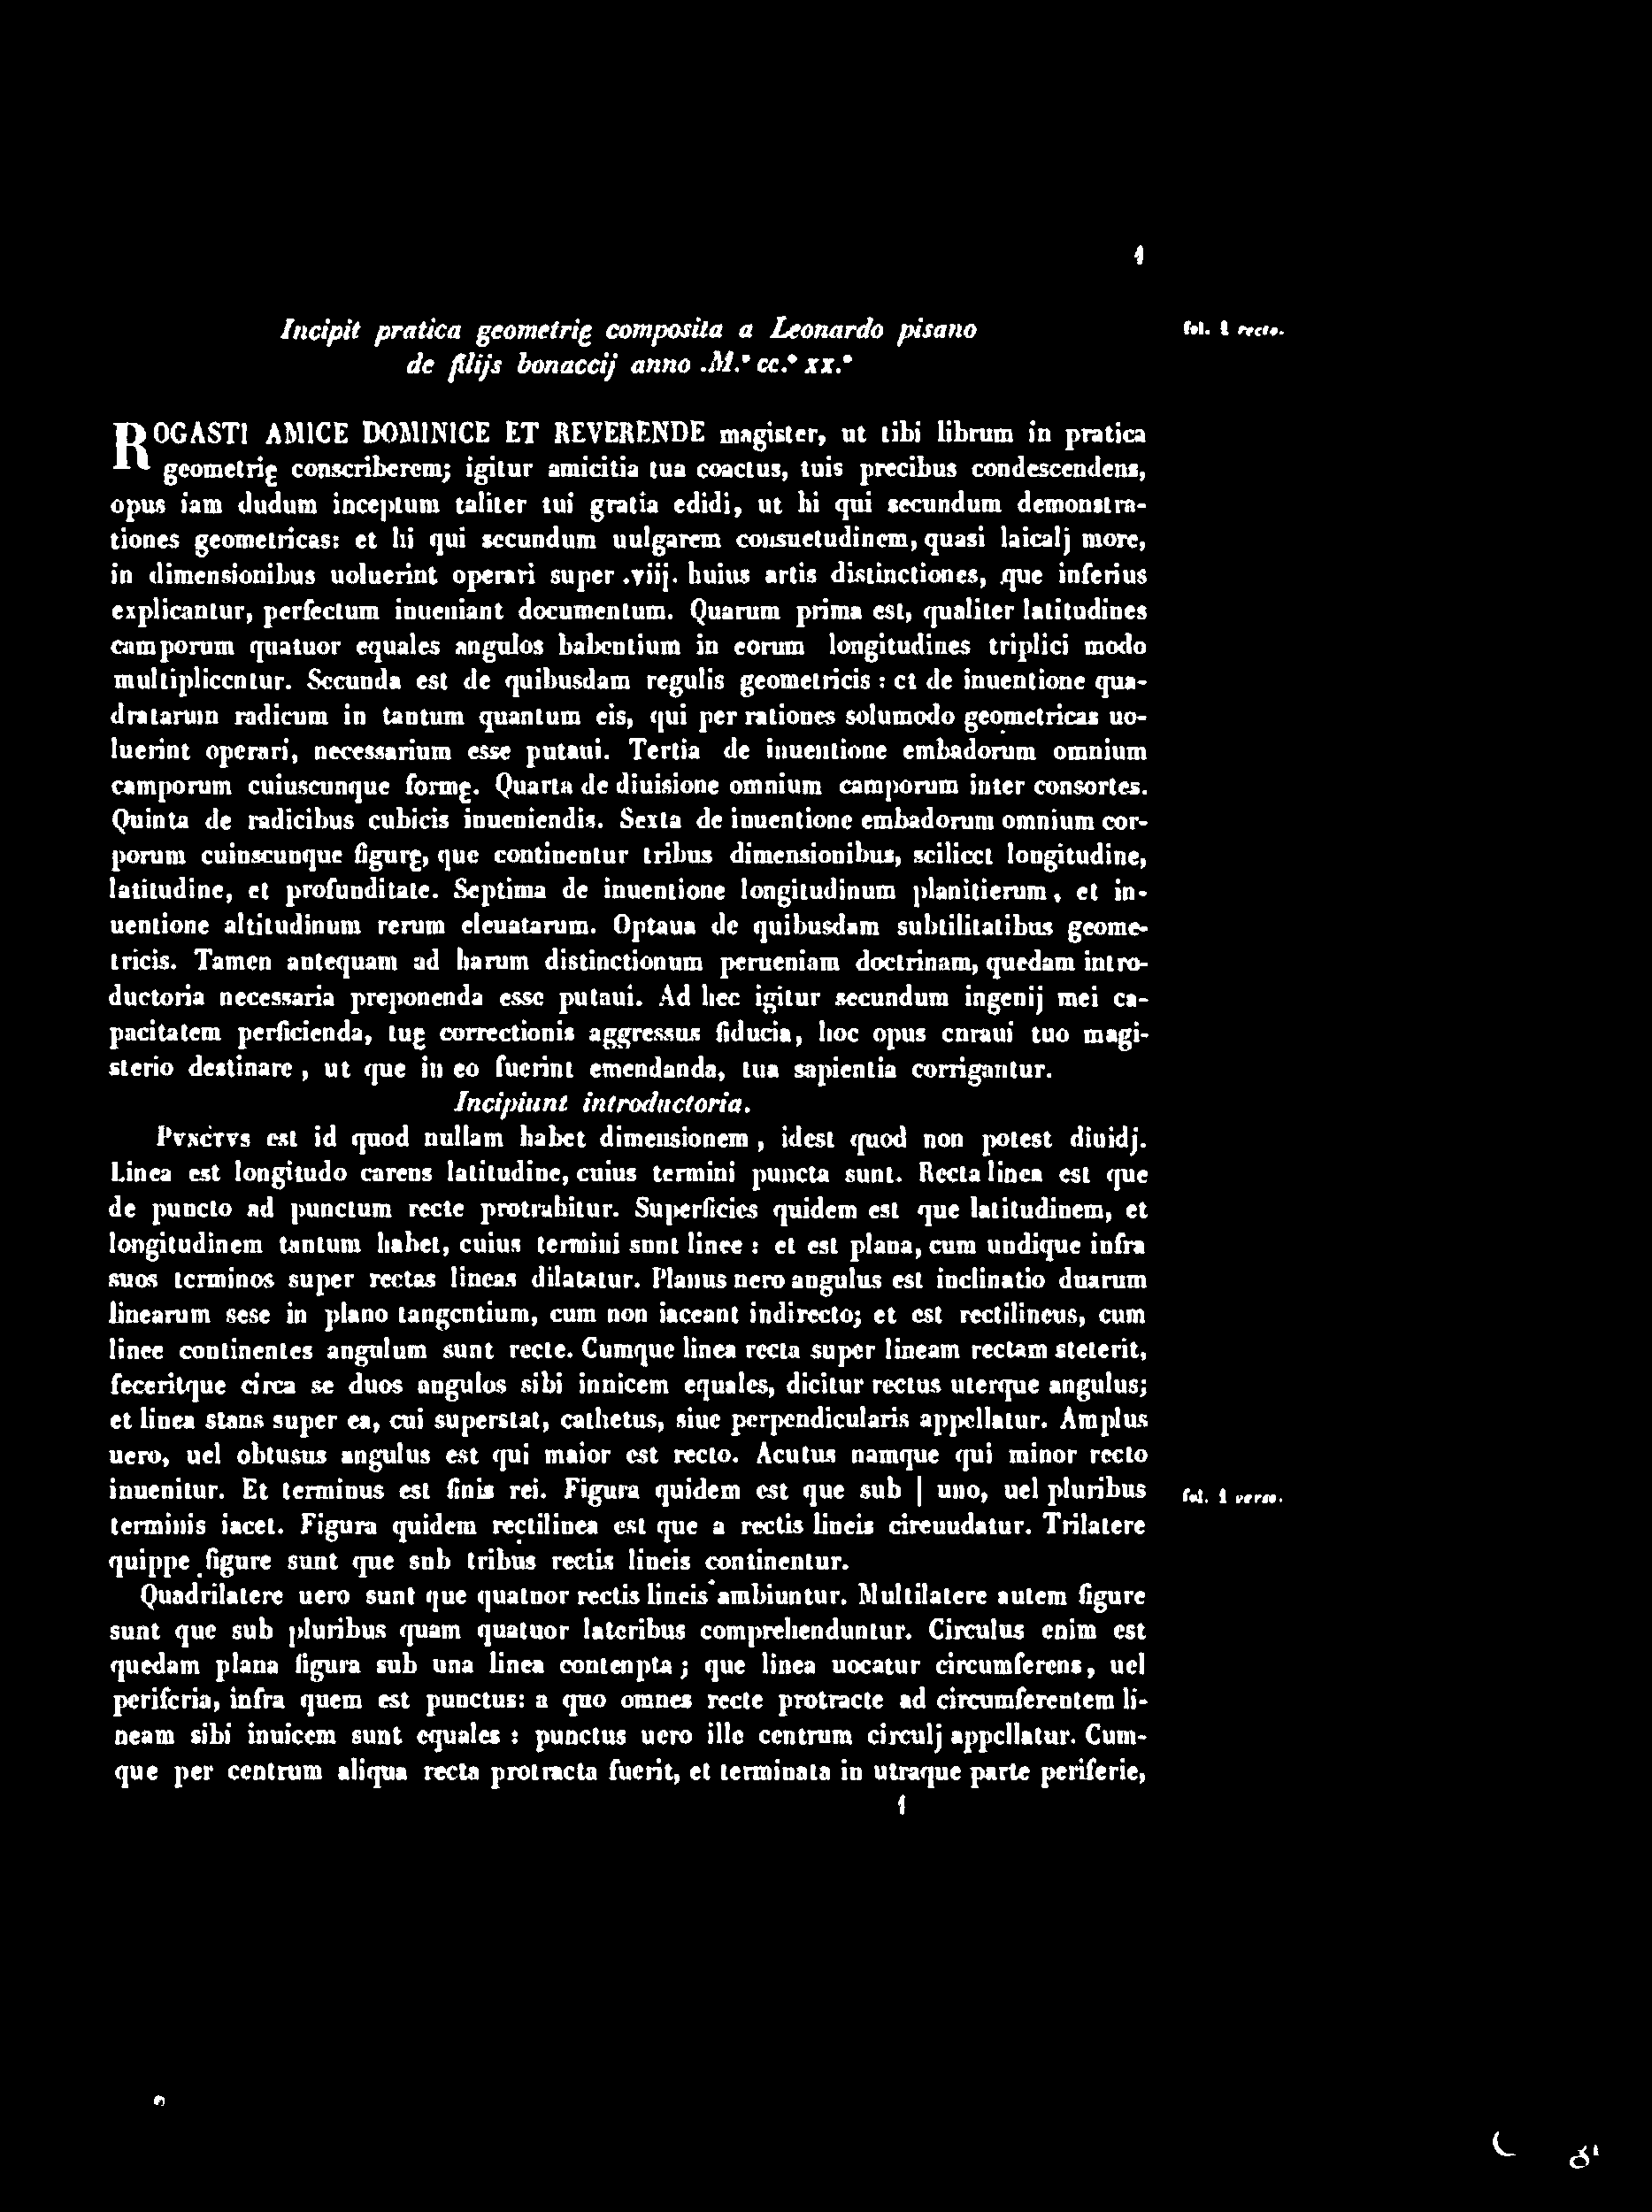 1
Incipit pratica geometrię composita a Leonardo pisano
fol. 1 recto.
de filijs bonaccij anno .M.° cc.° xx.°
ROGASTI AMICE DOMINICE ET REVERENDE magister, ut tibi librum in pratica
geometrię conscriberem; igitur amicitia tua coactus, tuis precibus condescendens,
opus iam dudum inceptum taliter tui gratia edidi, ut hi qui secundum demonstra-
tiones geometricas: et hi qui secundum uulgarem consuetudinem, quasi laicalj more,
in dimensionibus uoluerint operari super .viij. huius artis distinctiones, que inferius
explicantur, perfectum inueniant documentum. Quarum prima est, qualiter latitudines
camporum quatuor equales angulos habentium in eorum longitudines triplici modo
multiplicentur. Secunda est de quibusdam regulis geometricis : et de inuentione qua-
dratarum radicum in tantum quantum eis, qui per rationes solumodo geometricas uo-
luerint operari, necessarium esse putaui. Tertia de inuentione embadorum omnium
camporum cuiuscunque formę. Quarta de diuisione omnium camporum inter consortes.
Quinta de radicibus cubicis inueniendis. Sexta de inuentione embadorum omnium cor-
porum cuiuscunque figurę, que continentur tribus dimensionibus, scilicet longitudine,
latitudine, et profunditate. Septima de inuentione longitudinum planitierum, et in-
uentione altitudinum rerum eleuatarum. Optaua de quibusdam subtilitatibus geome-
tricis. Tamen antequam ad harum distinctionum perueniam doctrinam, quedam intro-
ductoria necessaria preponenda esse putaui. Ad hec igitur secundum ingenij mei ca-
pacitatem perficienda, tuę correctionis aggressus fiducia, hoc opus curaui tuo magi-
sterio destinare , ut que in eo fuerint emendanda, tua sapientia corrigantur.
Incipiunt introductoria.
PVNCTVS est id quod nullam habet dimensionem , idest quod non potest diuidj.
Linea est longitudo carens latitudine, cuius termini puncta sunt. Recta linea est que
de puncto ad punctum recte protrahitur. Superficies quidem est que latitudinem, et
longitudinem tantum habet, cuius termini sunt linee : et est plana, cum undique infra
suos terminos super rectas lineas dilatatur. Planus uero angulus est inclinatio duarum
linearum sese in plano tangentium, cum non iaceant indirecto; et est rectilineus, cum
linee continentes angulum sunt recte. Cumque linea recta super lineam rectam steterit,
feceritque circa se duos angulos sibi inuicem equales, dicitur rectus uterque angulus;
et linea stans super ea, cui superstat, cathetus, siue perpendicularis appellatur. Amplus
uero, uel obtusus angulus est qui maior est recto. Acutus namque qui minor recto
inuenitur. Et terminus est finis rei. Figura quidem est que sub | uno, uel pluribus
fol. 1 verso.
terminis iacet. Figura quidem rectilinea est que a rectis lineis circuudatur. Trilatere
quippe figure sunt que sub tribus rectis lineis continentur.
Quadrilatere uero sunt que quatuor rectis lineis ambiuntur. Multilatere autem figure
sunt que sub pluribus quam quatuor lateribus comprehenduntur. Circulus enim est
quedam plana figura sub una linea contenpta ; que linea uocatur circumferens, uel
periferia, infra quem est punctus: a quo omnes recte protracte ad circumferentem li-
neam sibi inuicem sunt equales : punctus uero ille centrum circulj appellatur. Cum-
que per centrum aliqua recta protracta fuerit, et terminata in utraque parte periferie,
1